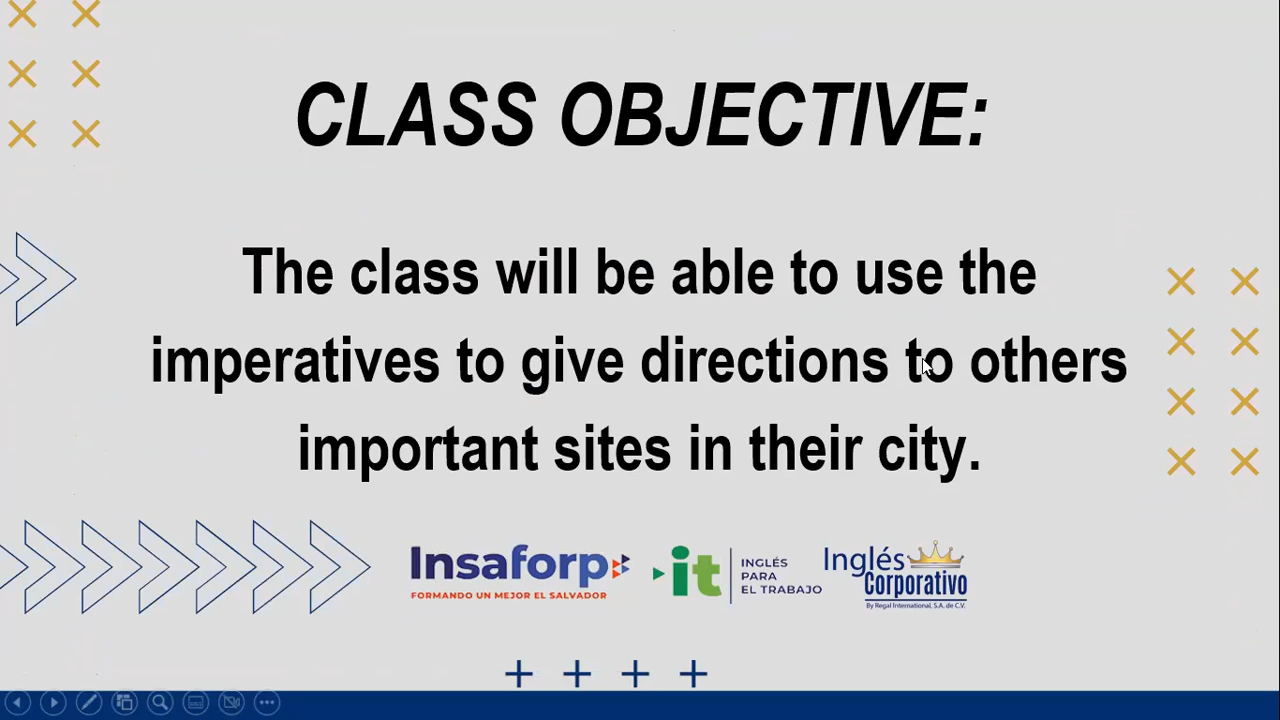 CLASS OBJECTIVE:
The class will be able to use the
imperatives to give directions to others
important sites in their city.
Insaforp
FORMANDO UN MEJOR EL SALVADOR
it
INGLÉS
PARA
EL TRABAJO
Inglés
Corporativo
By Regal International, S.A. de C.V.